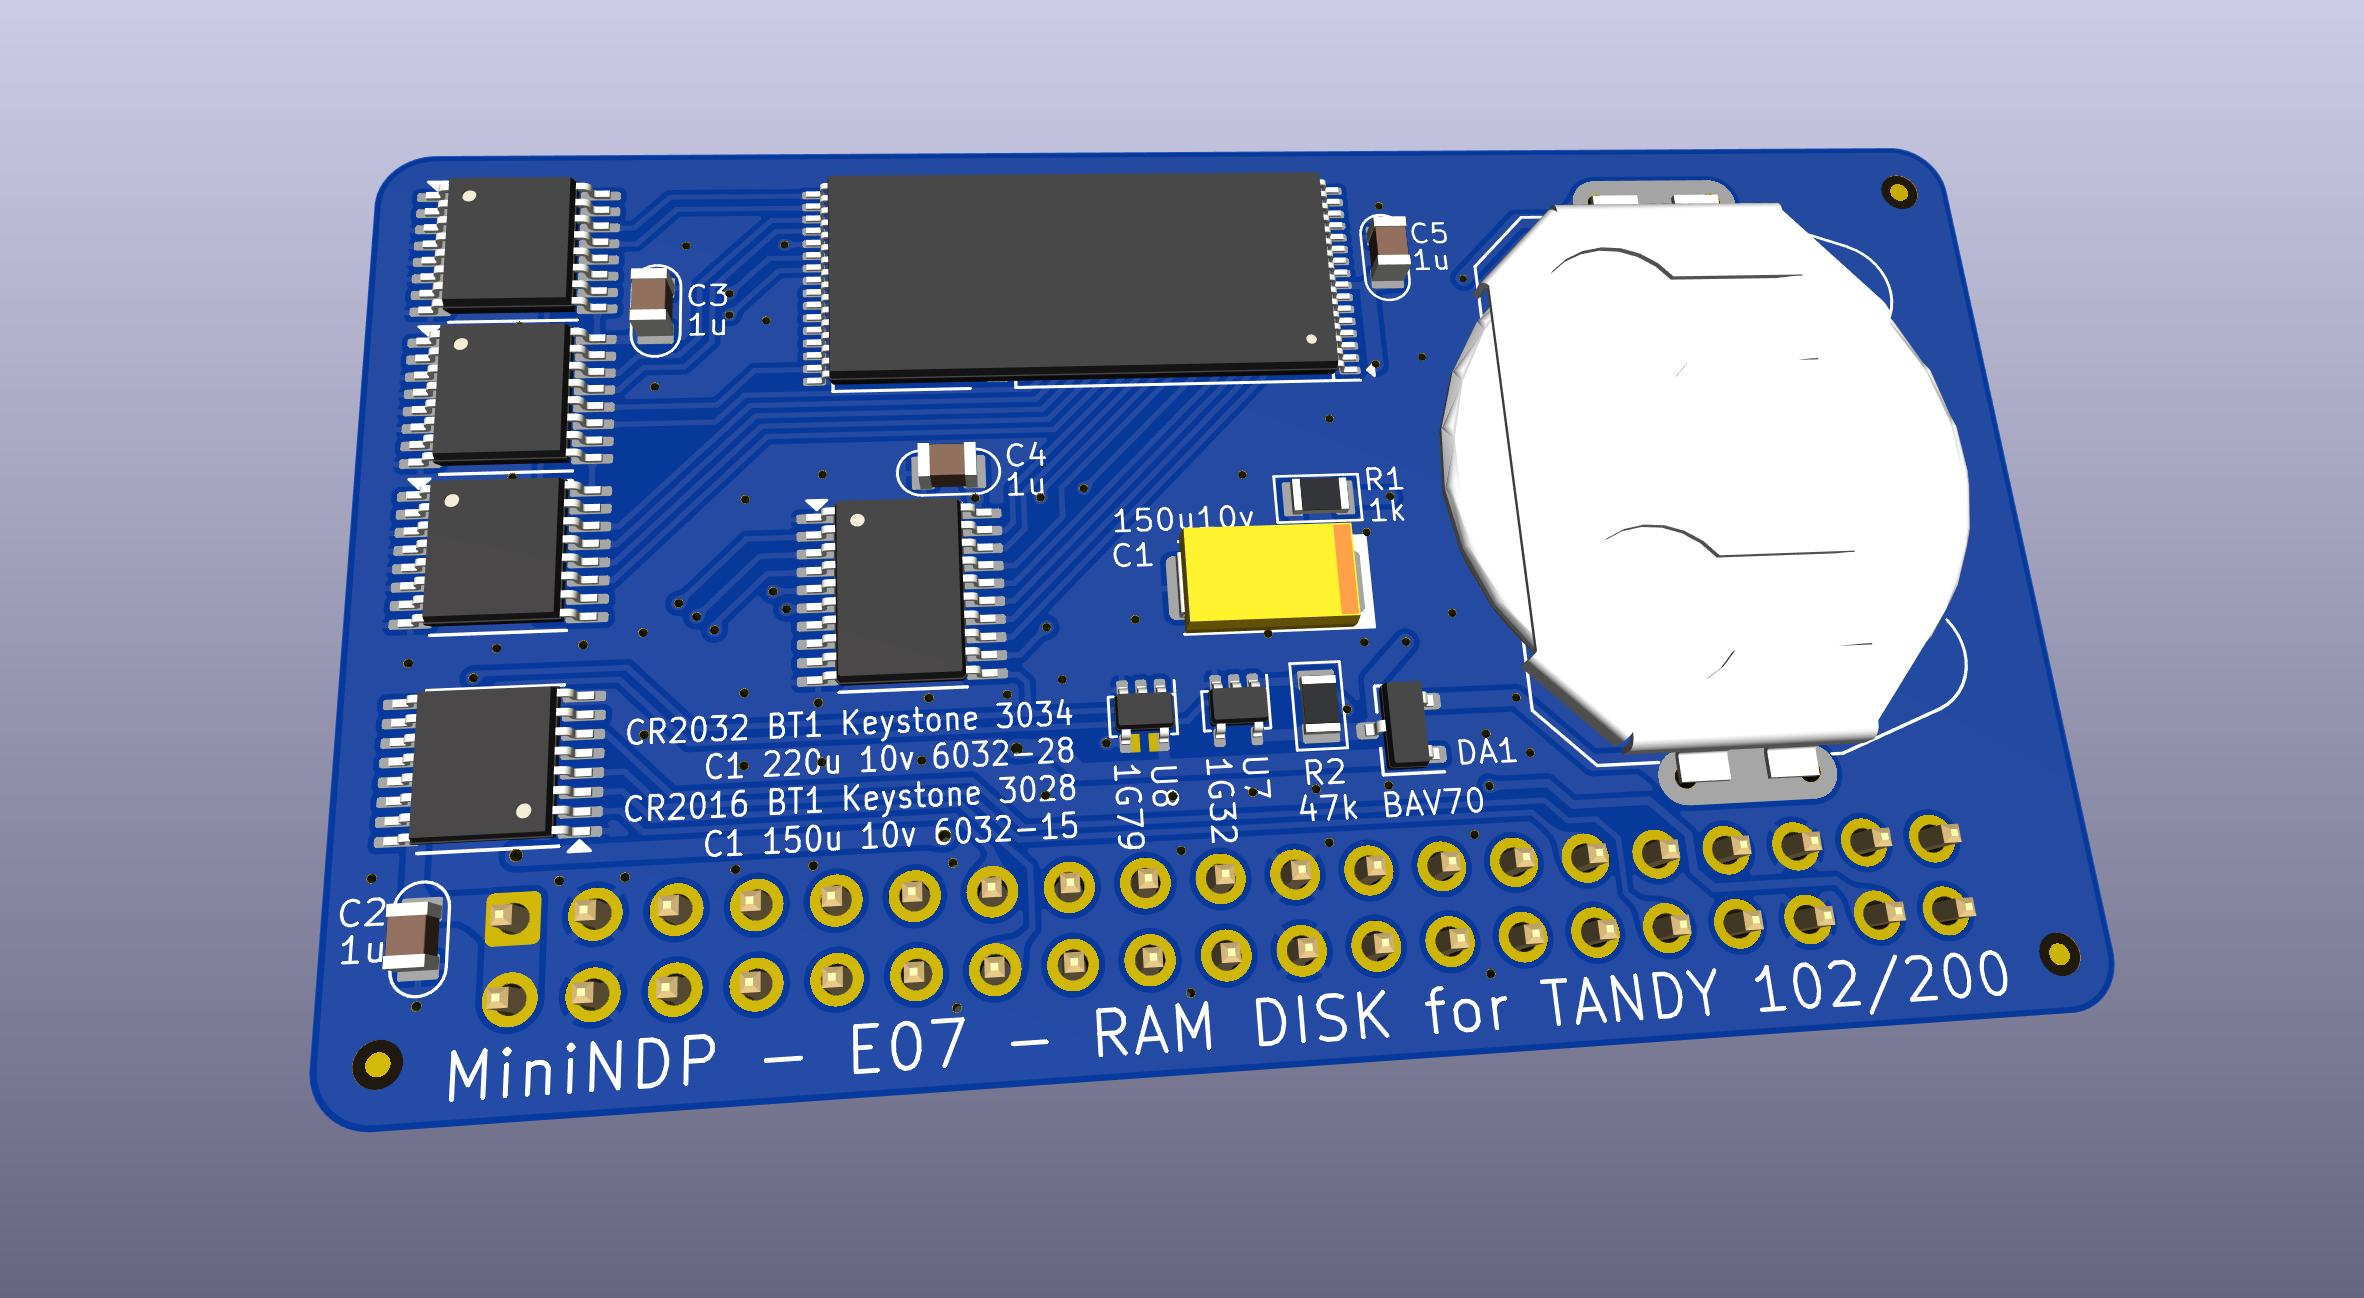 C5
1u
C3
1u
C4
1u
R1
1k
150u10v
C1
CR2032 BT1 Keystone 3034
C1 220u 10v 6032-28
CR2016 BT1 Keystone 3028
C1 150u 10v 6032-15
U8
1G79
U7
1G32
R2
47k
DA1
BAV70
C2
1u
MiniNDP - E07 - RAM DISK for TANDY 102/200